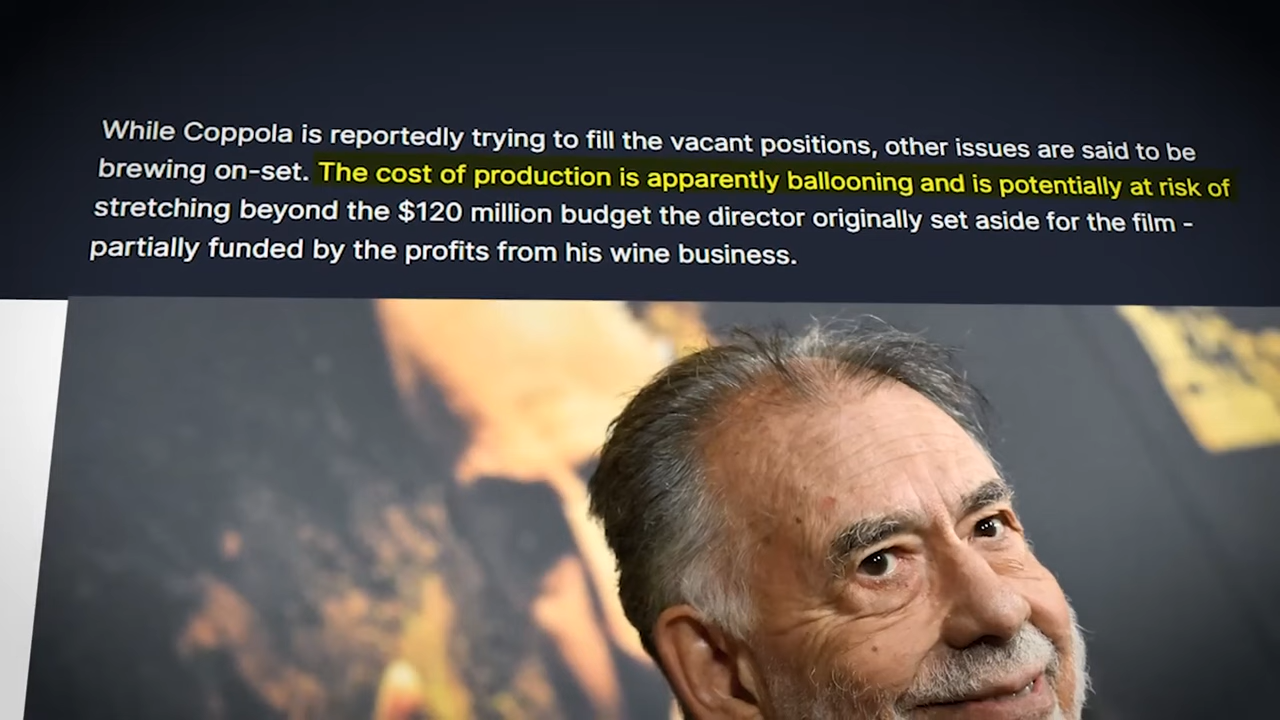 While Coppola is reportedly trying to fill the vacant positions, other issues are said to be
brewing on-set. The cost of production is apparently ballooning and is potentially at risk of
stretching beyond the $120 million budget the director originally set aside for the film -
partially funded by the profits from his wine business.